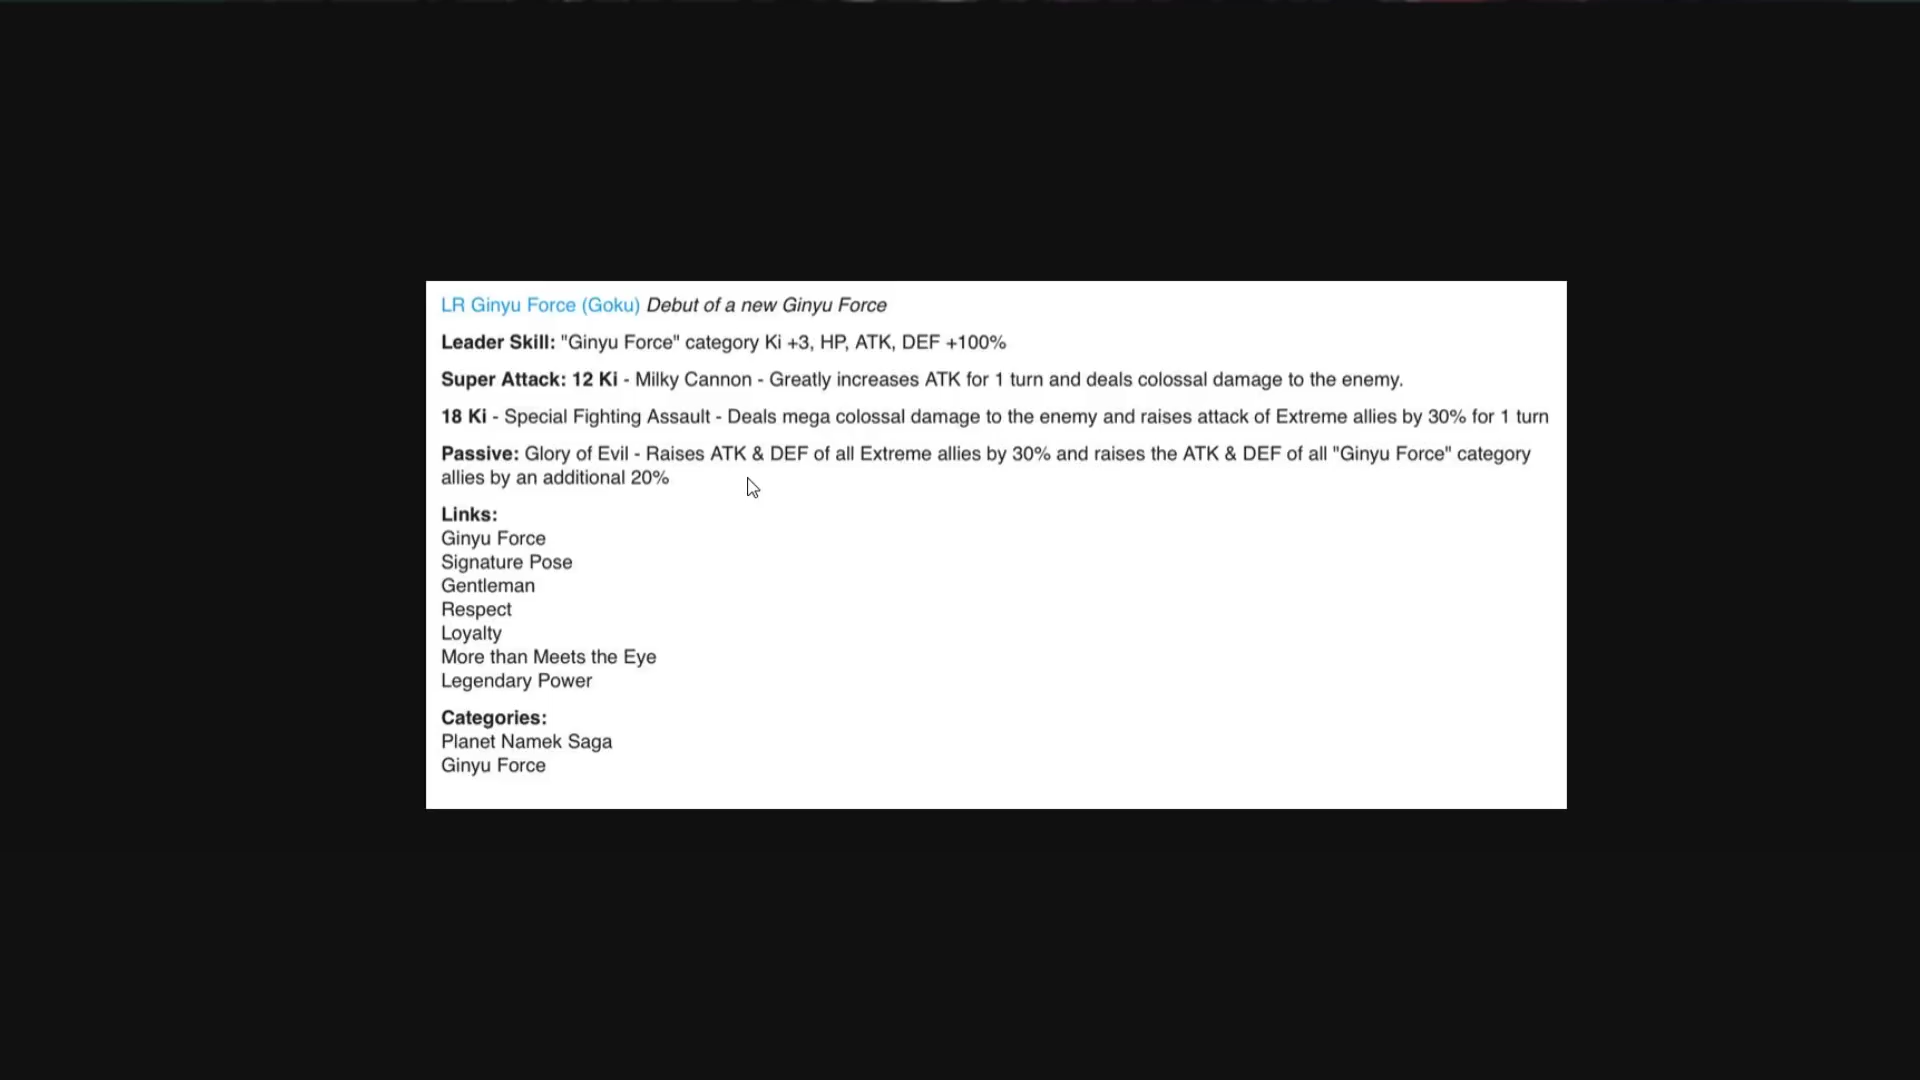 LR Ginyu Force (Goku) Debut of a new Ginyu Force
Leader Skill: "Ginyu Force" category Ki +3, HP, ATK, DEF +100%
Super Attack: 12 Ki - Milky Cannon - Greatly increases ATK for 1 turn and deals colossal damage to the enemy.
18 Ki - Special Fighting Assault - Deals mega colossal damage to the enemy and raises attack of Extreme allies by 30% for 1 turn
Passive: Glory of Evil - Raises ATK & DEF of all Extreme allies by 30% and raises the ATK & DEF of all "Ginyu Force" category
allies by an additional 20%
Links:
Ginyu Force
Signature Pose
Gentleman
Respect
Loyalty
More than Meets the Eye
Legendary Power
Categories:
Planet Namek Saga
Ginyu Force